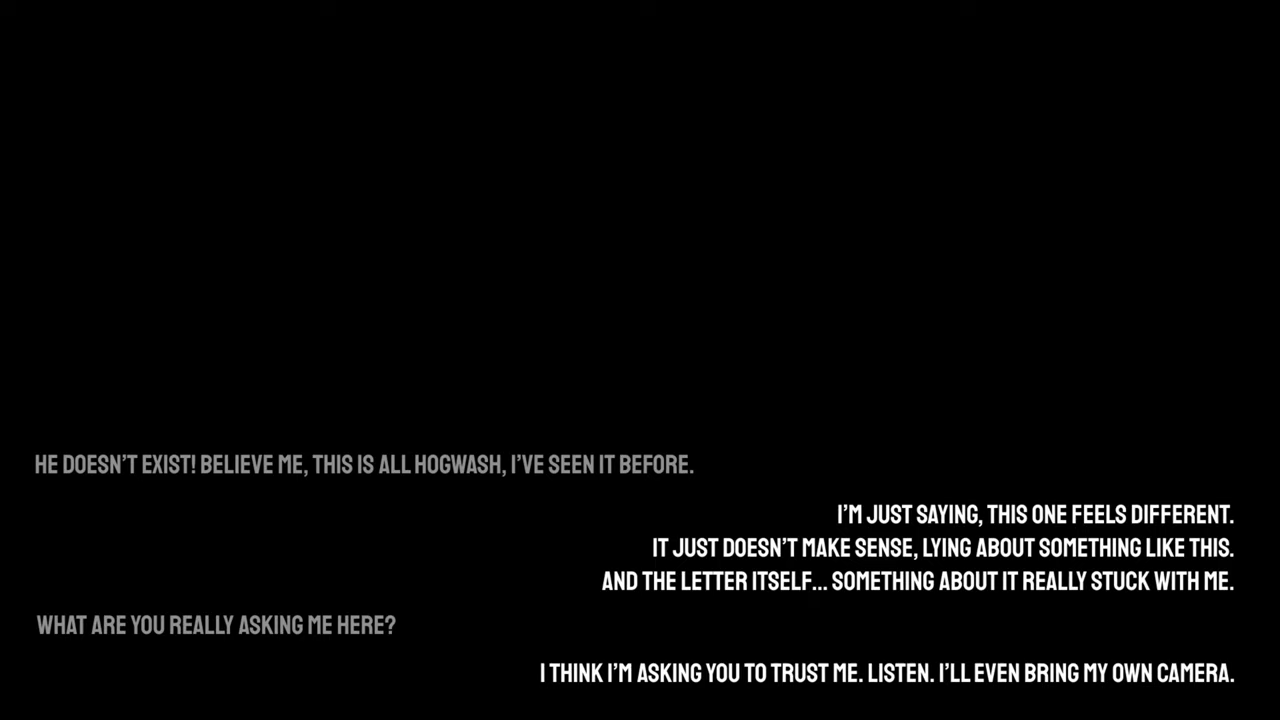 HE DOESN'T EXIST! BELIEVE ME, THIS IS ALL HOGWASH, I'VE SEEN IT BEFORE.
I'M JUST SAYING, THIS ONE FEELS DIFFERENT.
IT JUST DOESN'T MAKE SENSE, LYING ABOUT SOMETHING LIKE THIS.
AND THE LETTER ITSELF... SOMETHING ABOUT IT REALLY STUCK WITH ME.
WHAT ARE YOU REALLY ASKING ME HERE?
I THINK I'M ASKING YOU TO TRUST ME. LISTEN. I'LL EVEN BRING MY OWN CAMERA.